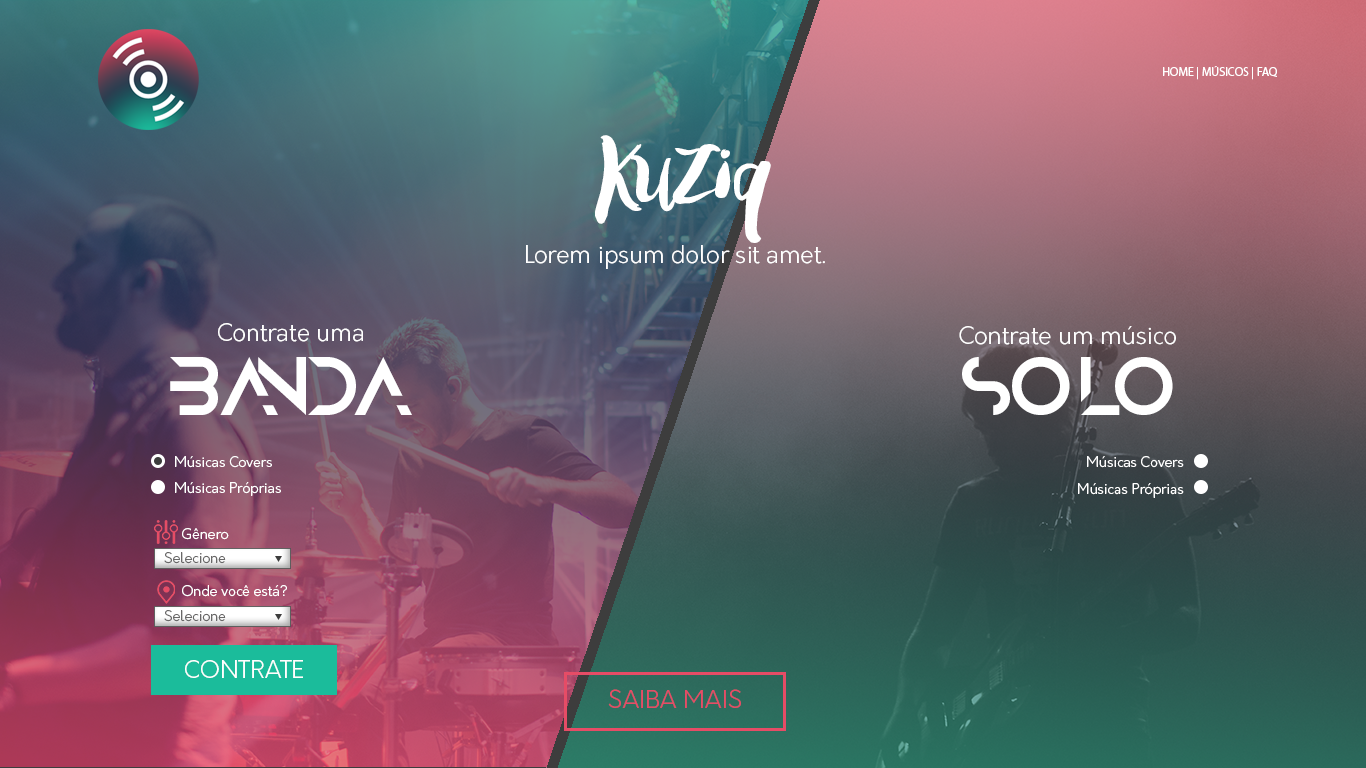 HOME | MÚSICOS | FAQ
Kuziq
Lorem ipsum dolor sit amet.
Contrate uma
BANDA
Músicas Covers
Músicas Próprias
Gênero
Selecione
Onde você está?
Selecione
CONTRATE
Contrate um músico
SOLO
Músicas Covers
Músicas Próprias
SAIBA MAIS